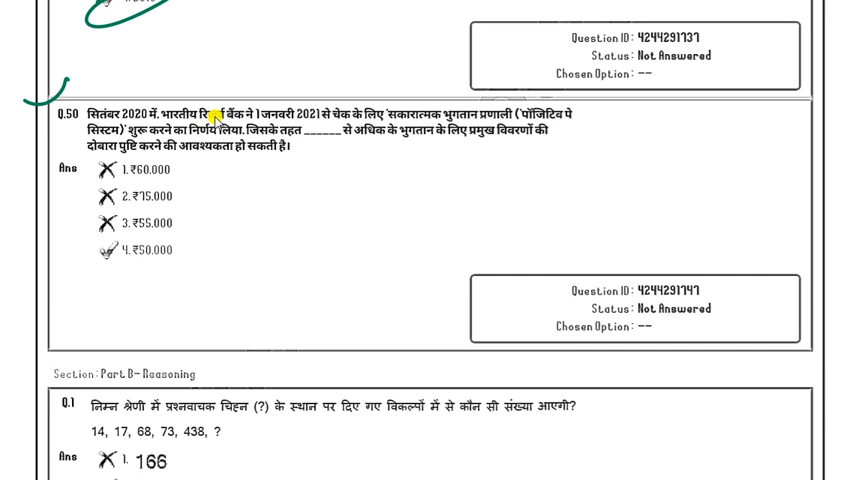 Question ID : 4244291737
Status : Not Answered
Chosen Option : --
Q.50 सितंबर 2020 में, भारतीय बैंक ने 1 जनवरी 2021 से चेक के लिए 'सकारात्मक भुगतान प्रणाली ('पॉजिटिव पे
सिस्टम)' शुरू करने का निर्णय लिया, जिसके तहत ______ से अधिक के भुगतान के लिए प्रमुख विवरणों की
दोबारा पुष्टि करने की आवश्यकता हो सकती है।
Ans 1. ₹60,000
2. ₹75,000
3. ₹55,000
4. ₹50,000
Question ID : 4244291747
Status : Not Answered
Chosen Option : --
Section : Part B- Reasoning
Q.1 निम्न श्रेणी में प्रश्नवाचक चिह्न (?) के स्थान पर दिए गए विकल्पों में से कौन सी संख्या आएगी?
14, 17, 68, 73, 438, ?
Ans 1. 166